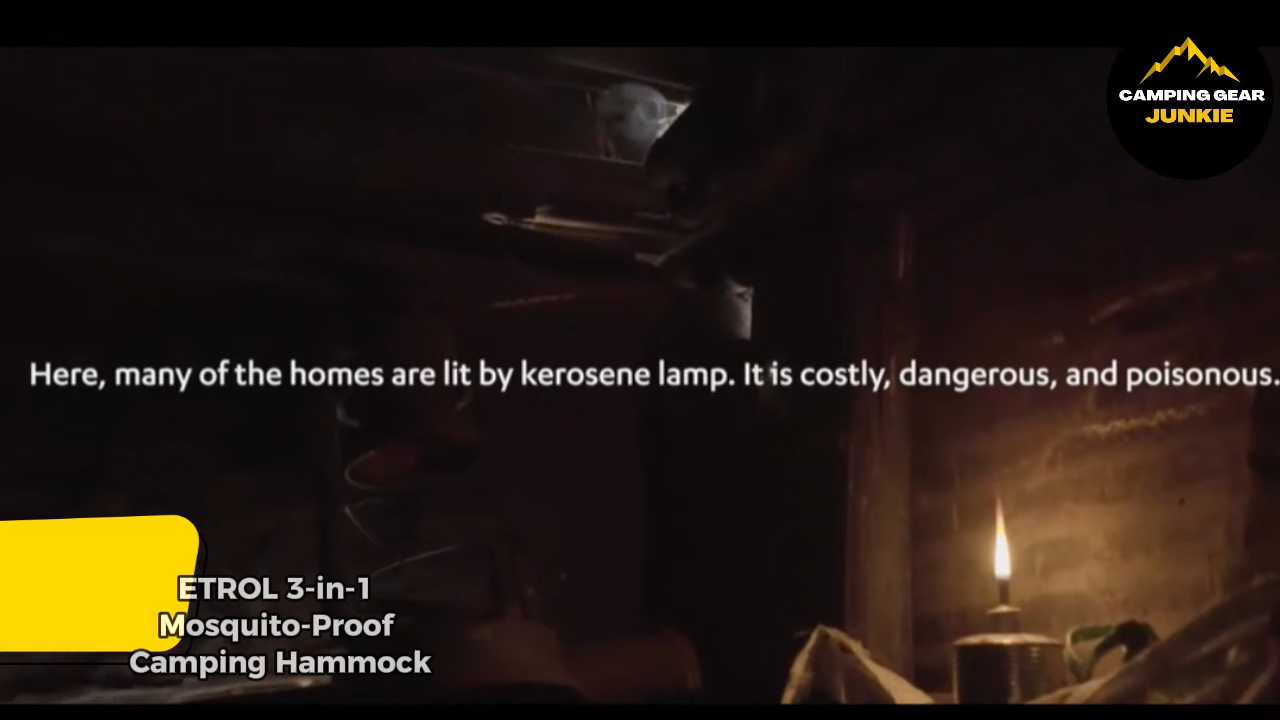 CAMPING GEAR
JUNKIE
Here, many of the homes are lit by kerosene lamp. It is costly, dangerous, and poisonous.
ETROL 3-in-1
Mosquito-Proof
Camping Hammock